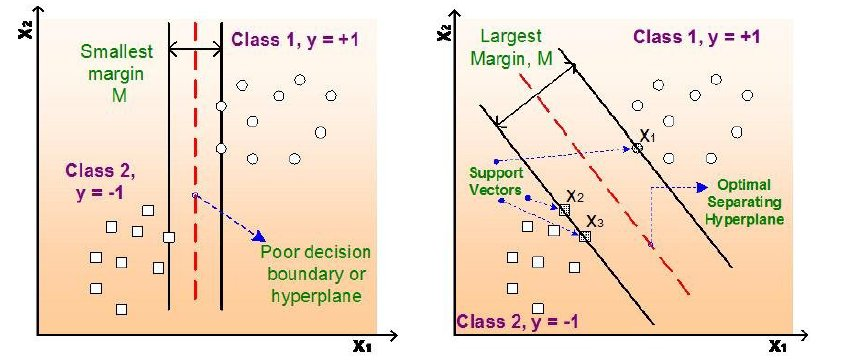 X2
Smallest
margin
M
Class 1, y = +1
Class 2,
y = -1
Poor decision
boundary or
hyperplane
X1
X2
Largest
Margin, M
Class 1, y = +1
X1
Support
Vectors
X2
X3
Optimal
Separating
Hyperplane
Class 2, y = -1
X1